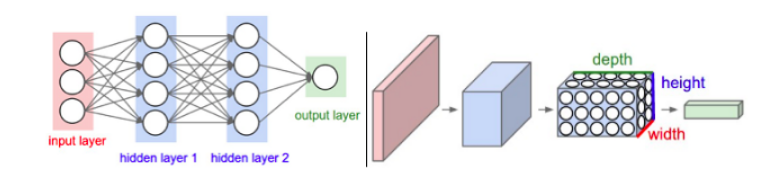 input layer
hidden layer 1
hidden layer 2
output layer
depth
height
width